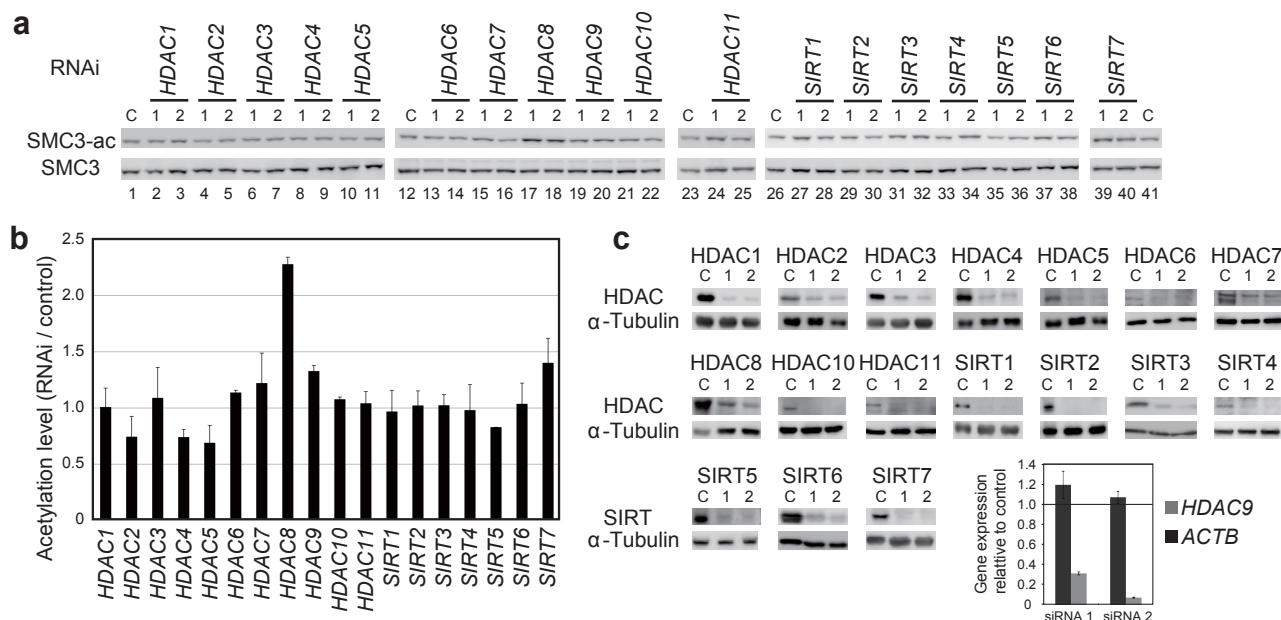 a
RNAi
HDAC1 HDAC2 HDAC3 HDAC4 HDAC5 HDAC6 HDAC7 HDAC8 HDAC9 HDAC10 HDAC11 SIRT1 SIRT2 SIRT3 SIRT4 SIRT5 SIRT6 SIRT7
C 1 2 1 2 1 2 1 2 1 2 C 1 2 1 2 1 2 1 2 1 2 C 1 2 C 1 2 1 2 1 2 1 2 1 2 1 2 1 2 C
SMC3-ac
SMC3
1 2 3 4 5 6 7 8 9 10 11 12 13 14 15 16 17 18 19 20 21 22 23 24 25 26 27 28 29 30 31 32 33 34 35 36 37 38 39 40 41
b
Acetylation level (RNAi / control)
2.5
2.0
1.5
1.0
0.5
0
HDAC1 HDAC2 HDAC3 HDAC4 HDAC5 HDAC6 HDAC7 HDAC8 HDAC9 HDAC10 HDAC11 SIRT1 SIRT2 SIRT3 SIRT4 SIRT5 SIRT6 SIRT7
c
HDAC1 HDAC2 HDAC3 HDAC4 HDAC5 HDAC6 HDAC7
C 1 2 C 1 2 C 1 2 C 1 2 C 1 2 C 1 2 C 1 2
HDAC
α-Tubulin
HDAC8 HDAC10 HDAC11 SIRT1 SIRT2 SIRT3 SIRT4
C 1 2 C 1 2 C 1 2 C 1 2 C 1 2 C 1 2 C 1 2
HDAC
α-Tubulin
SIRT5 SIRT6 SIRT7
C 1 2 C 1 2 C 1 2
SIRT
α-Tubulin
Gene expression
relative to control
1.4
1.2
1.0
0.8
0.6
0.4
0.2
0
siRNA 1 siRNA 2
HDAC9
ACTB